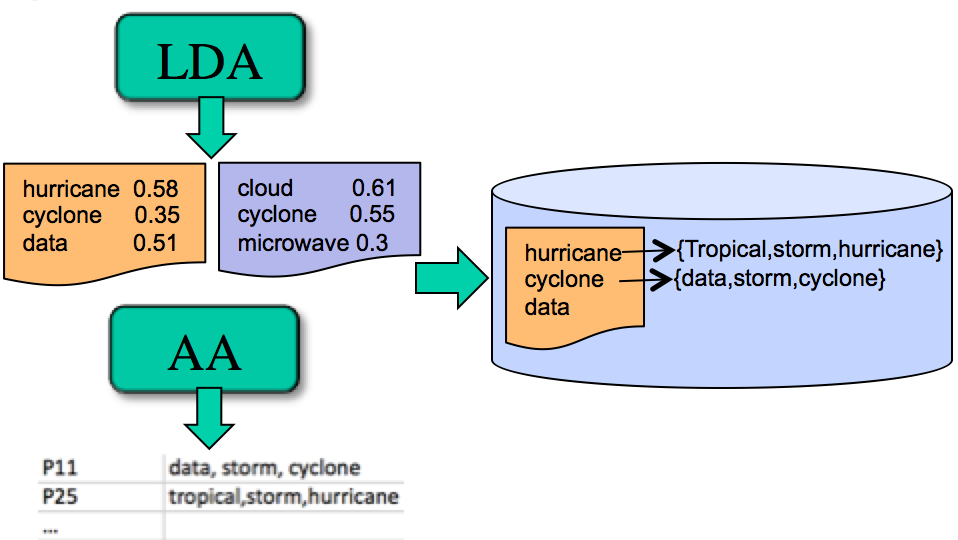 LDA
hurricane 0.58
cyclone 0.35
data 0.51
cloud 0.61
cyclone 0.55
microwave 0.3
hurricane {Tropical,storm,hurricane}
cyclone {data,storm,cyclone}
data
AA
P11 data, storm, cyclone
P25 tropical,storm,hurricane
...